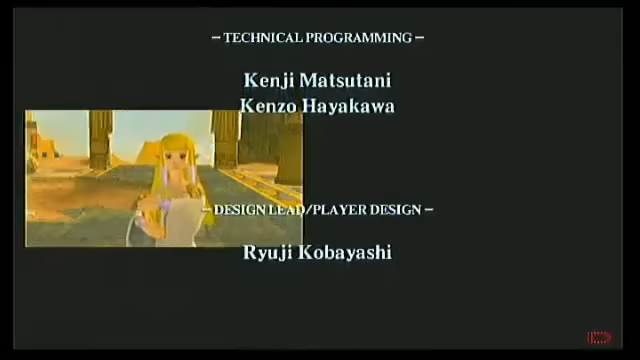 – TECHNICAL PROGRAMMING –
Kenji Matsutani
Kenzo Hayakawa
– DESIGN LEAD/PLAYER DESIGN –
Ryuji Kobayashi